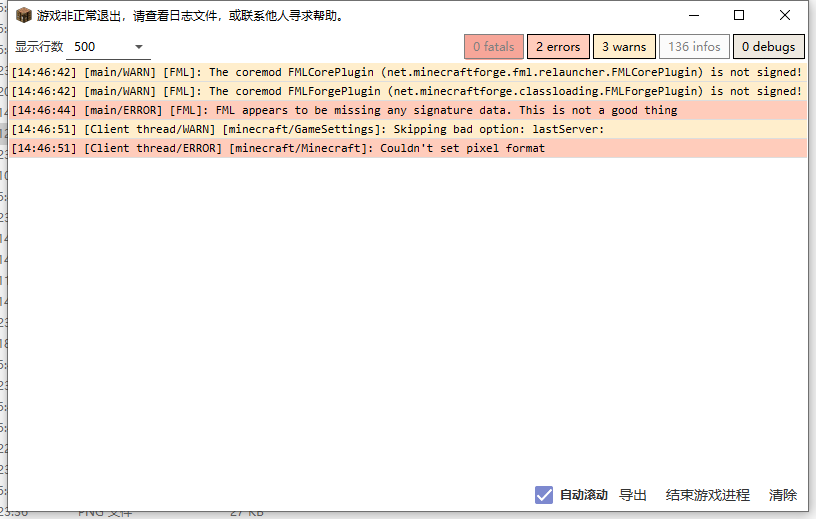 游戏非正常退出，请查看日志文件，或联系他人寻求帮助。
显示行数 500 0 fatals 2 errors 3 warns 136 infos 0 debugs
[14:46:42] [main/WARN] [FML]: The coremod FMLCorePlugin (net.minecraftforge.fml.relauncher.FMLCorePlugin) is not signed!
[14:46:42] [main/WARN] [FML]: The coremod FMLForgePlugin (net.minecraftforge.classloading.FMLForgePlugin) is not signed!
[14:46:44] [main/ERROR] [FML]: FML appears to be missing any signature data. This is not a good thing
[14:46:51] [Client thread/WARN] [minecraft/GameSettings]: Skipping bad option: lastServer:
[14:46:51] [Client thread/ERROR] [minecraft/Minecraft]: Couldn't set pixel format
自动滚动 导出 结束游戏进程 清除